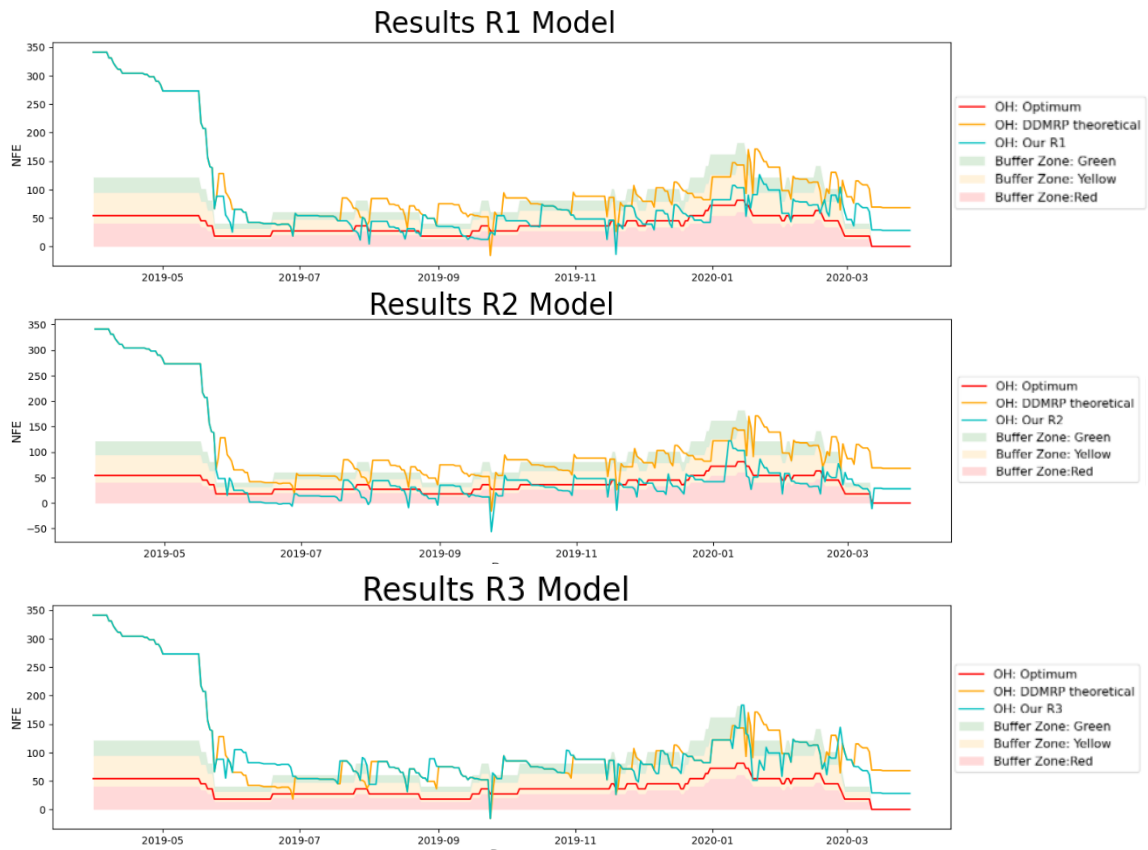 Results R1 Model
350
300
250
200
150
100
50
0
NFE
2019-05 2019-07 2019-09 2019-11 2020-01 2020-03
OH: Optimum
OH: DDMRP theoretical
OH: Our R1
Buffer Zone: Green
Buffer Zone: Yellow
Buffer Zone:Red
Results R2 Model
350
300
250
200
150
100
50
0
−50
NFE
2019-05 2019-07 2019-09 2019-11 2020-01 2020-03
OH: Optimum
OH: DDMRP theoretical
OH: Our R2
Buffer Zone: Green
Buffer Zone: Yellow
Buffer Zone:Red
Results R3 Model
350
300
250
200
150
100
50
0
NFE
2019-05 2019-07 2019-09 2019-11 2020-01 2020-03
OH: Optimum
OH: DDMRP theoretical
OH: Our R3
Buffer Zone: Green
Buffer Zone: Yellow
Buffer Zone:Red